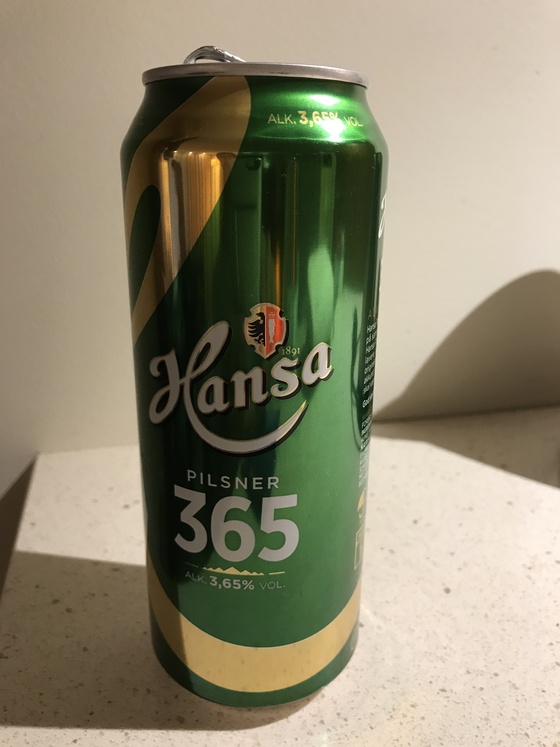 ALK. 3,65% VOL.
1891
Hansa
PILSNER
365
ALK. 3,65% VOL.